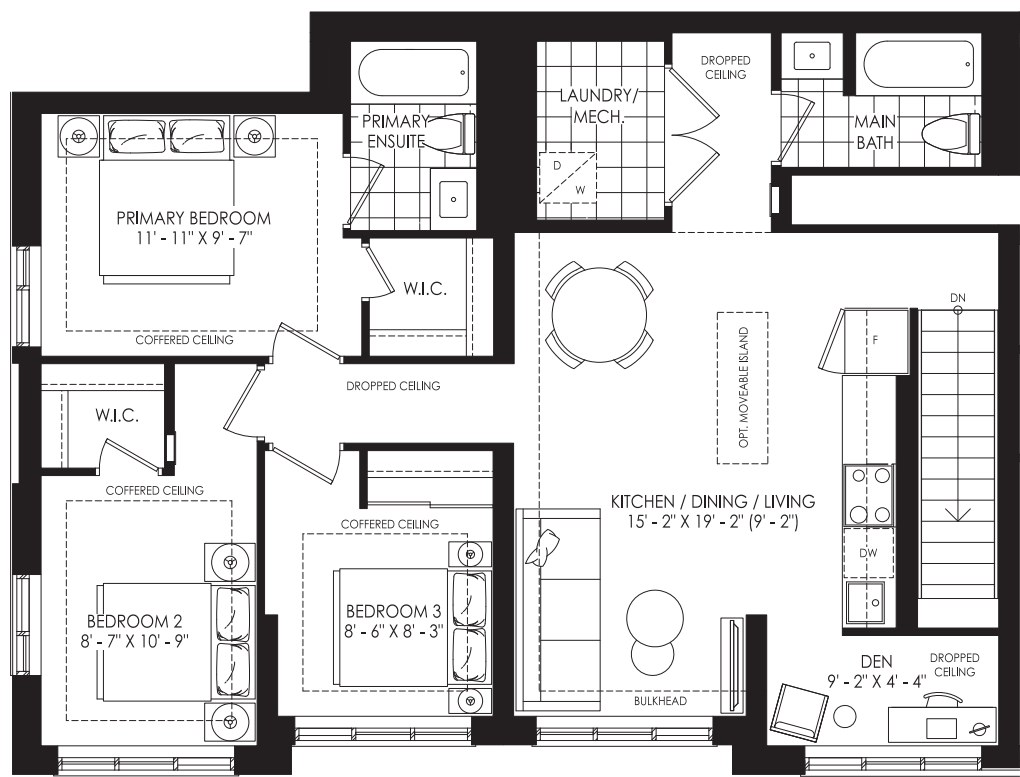 DROPPED
CEILING
LAUNDRY/
MECH.
D
W
PRIMARY
ENSUITE
MAIN
BATH
PRIMARY BEDROOM
11' - 11" X 9' - 7"
COFFERED CEILING
W.I.C.
DROPPED CEILING
W.I.C.
COFFERED CEILING
BEDROOM 2
8' - 7" X 10' - 9"
COFFERED CEILING
BEDROOM 3
8' - 6" X 8' - 3"
OPT. MOVEABLE ISLAND
F
DN
KITCHEN / DINING / LIVING
15' - 2" X 19' - 2" (9' - 2")
DW
BULKHEAD
DEN
9' - 2" X 4' - 4"
DROPPED
CEILING